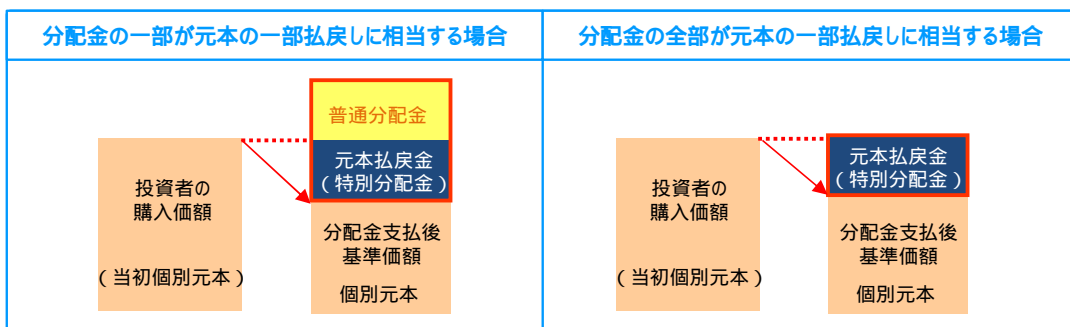 分配金の一部が元本の一部払戻しに相当する場合
普通分配金
元本払戻金
（特別分配金）
投資者の
購入価額
（当初個別元本）
分配金支払後
基準価額
個別元本
分配金の全部が元本の一部払戻しに相当する場合
元本払戻金
（特別分配金）
投資者の
購入価額
（当初個別元本）
分配金支払後
基準価額
個別元本